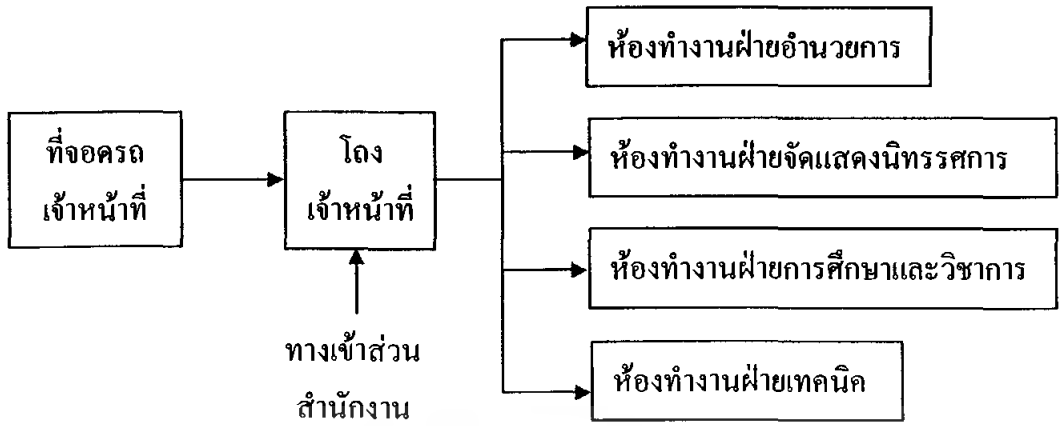 ที่จอดรถ
เจ้าหน้าที่
โถง
เจ้าหน้าที่
ทางเข้าส่วน
สำนักงาน
ห้องทำงานฝ่ายอำนวยการ
ห้องทำงานฝ่ายจัดแสดงนิทรรศการ
ห้องทำงานฝ่ายการศึกษาและวิชาการ
ห้องทำงานฝ่ายเทคนิค